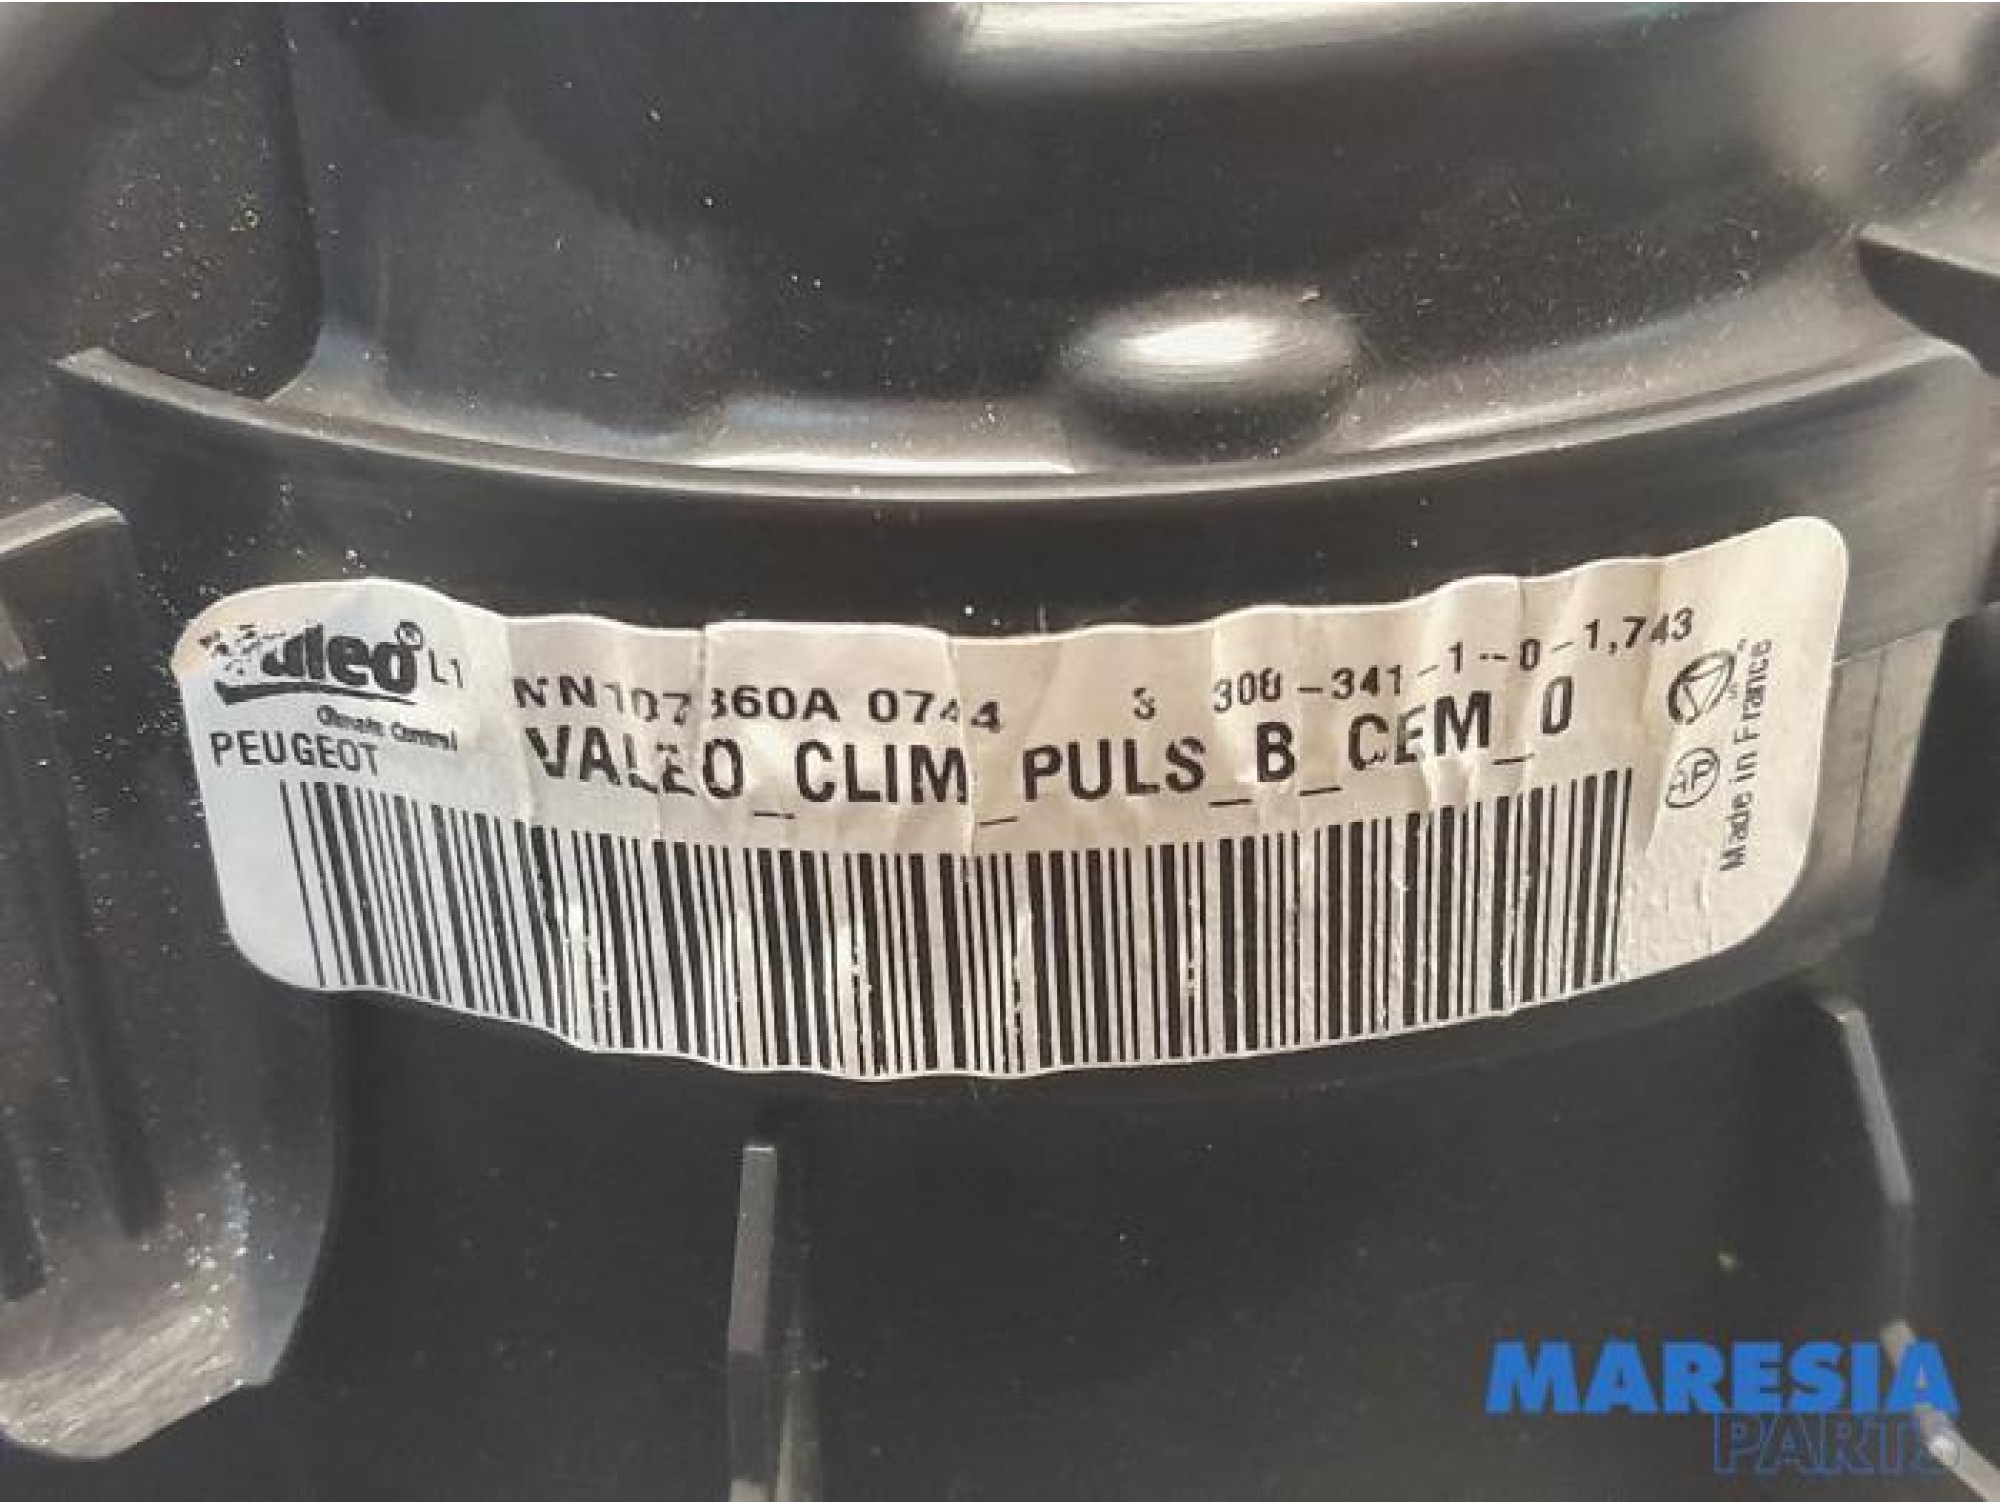 Valeo® L1
Climate Control
PEUGEOT
NN107360A 0744 3 308-341-1-0-1,743
VALEO_CLIM_PULS_B_CEM_0
Made in France
MARESIA
PARTS